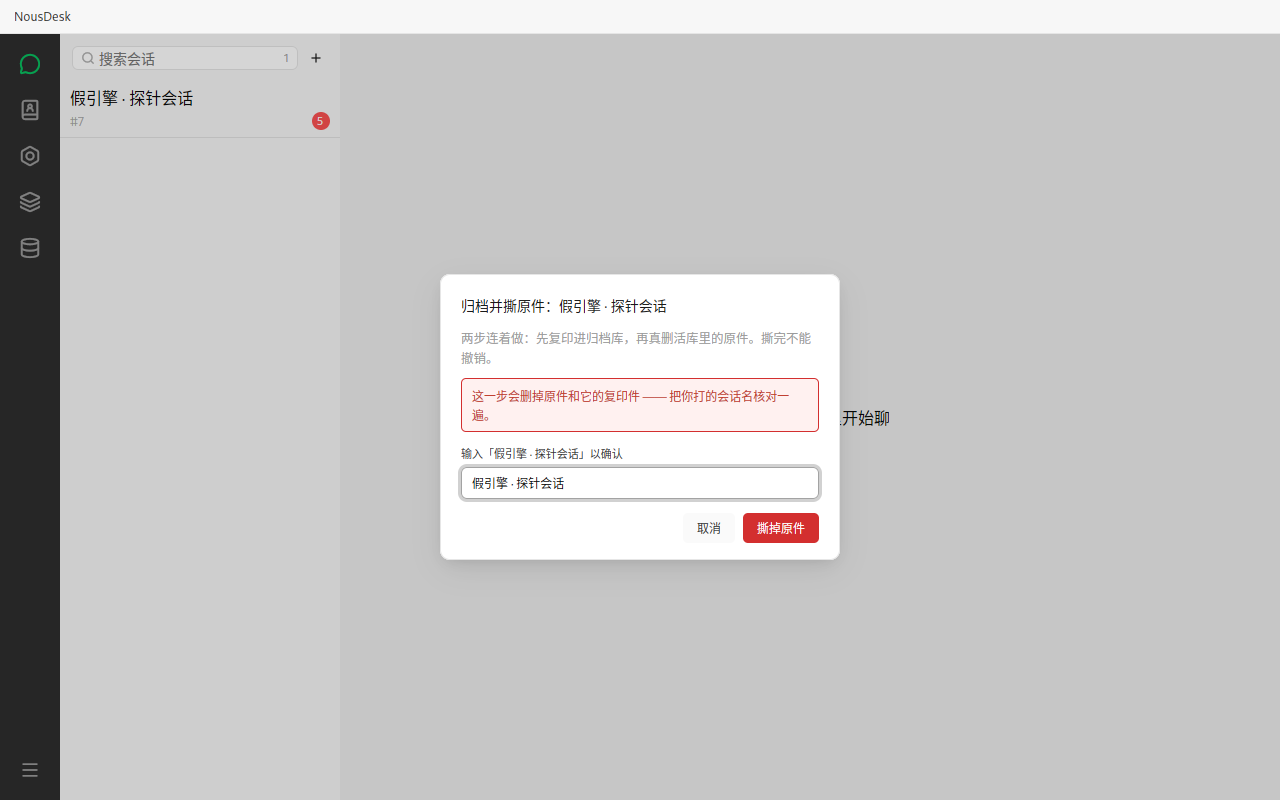 NousDesk
搜索会话
1
+
假引擎 · 探针会话
#7
5
归档并撕原件：假引擎 · 探针会话
两步连着做：先复印进归档库，再真删活库里的原件。撕完不能
撤销。
这一步会删掉原件和它的复印件 —— 把你打的会话名核对一
遍。
开始聊
输入「假引擎 · 探针会话」以确认
假引擎 · 探针会话
取消
撕掉原件